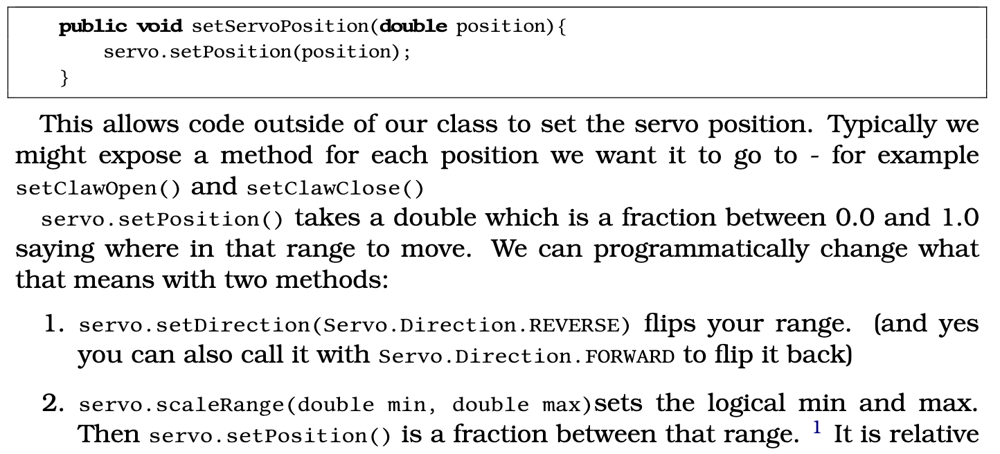 public void setServoPosition(double position){
servo.setPosition(position);
}
This allows code outside of our class to set the servo position. Typically we
might expose a method for each position we want it to go to - for example
setClawOpen() and setClawClose()
servo.setPosition() takes a double which is a fraction between 0.0 and 1.0
saying where in that range to move. We can programmatically change what
that means with two methods:
1. servo.setDirection(Servo.Direction.REVERSE) flips your range. (and yes
you can also call it with Servo.Direction.FORWARD to flip it back)
2. servo.scaleRange(double min, double max)sets the logical min and max.
Then servo.setPosition() is a fraction between that range. 1 It is relative